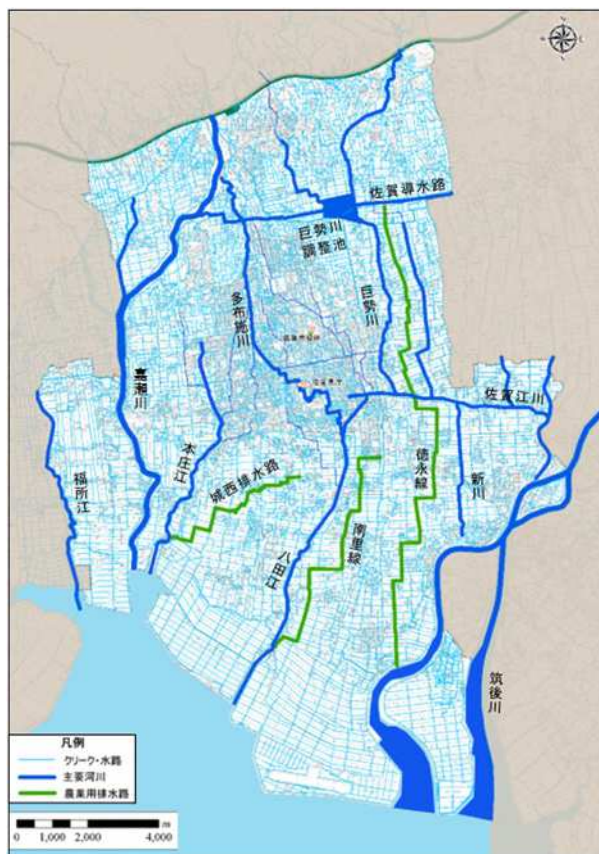 佐賀導水路
巨勢川
調整池
多布施川
巨勢川
嘉瀬川
佐賀江川
本庄江
徳永線
新川
福所江
城西排水路
南里線
八田江
筑後川
凡例
クリーク・水路
主要河川
農業用排水路
0 1,000 2,000 4,000 m